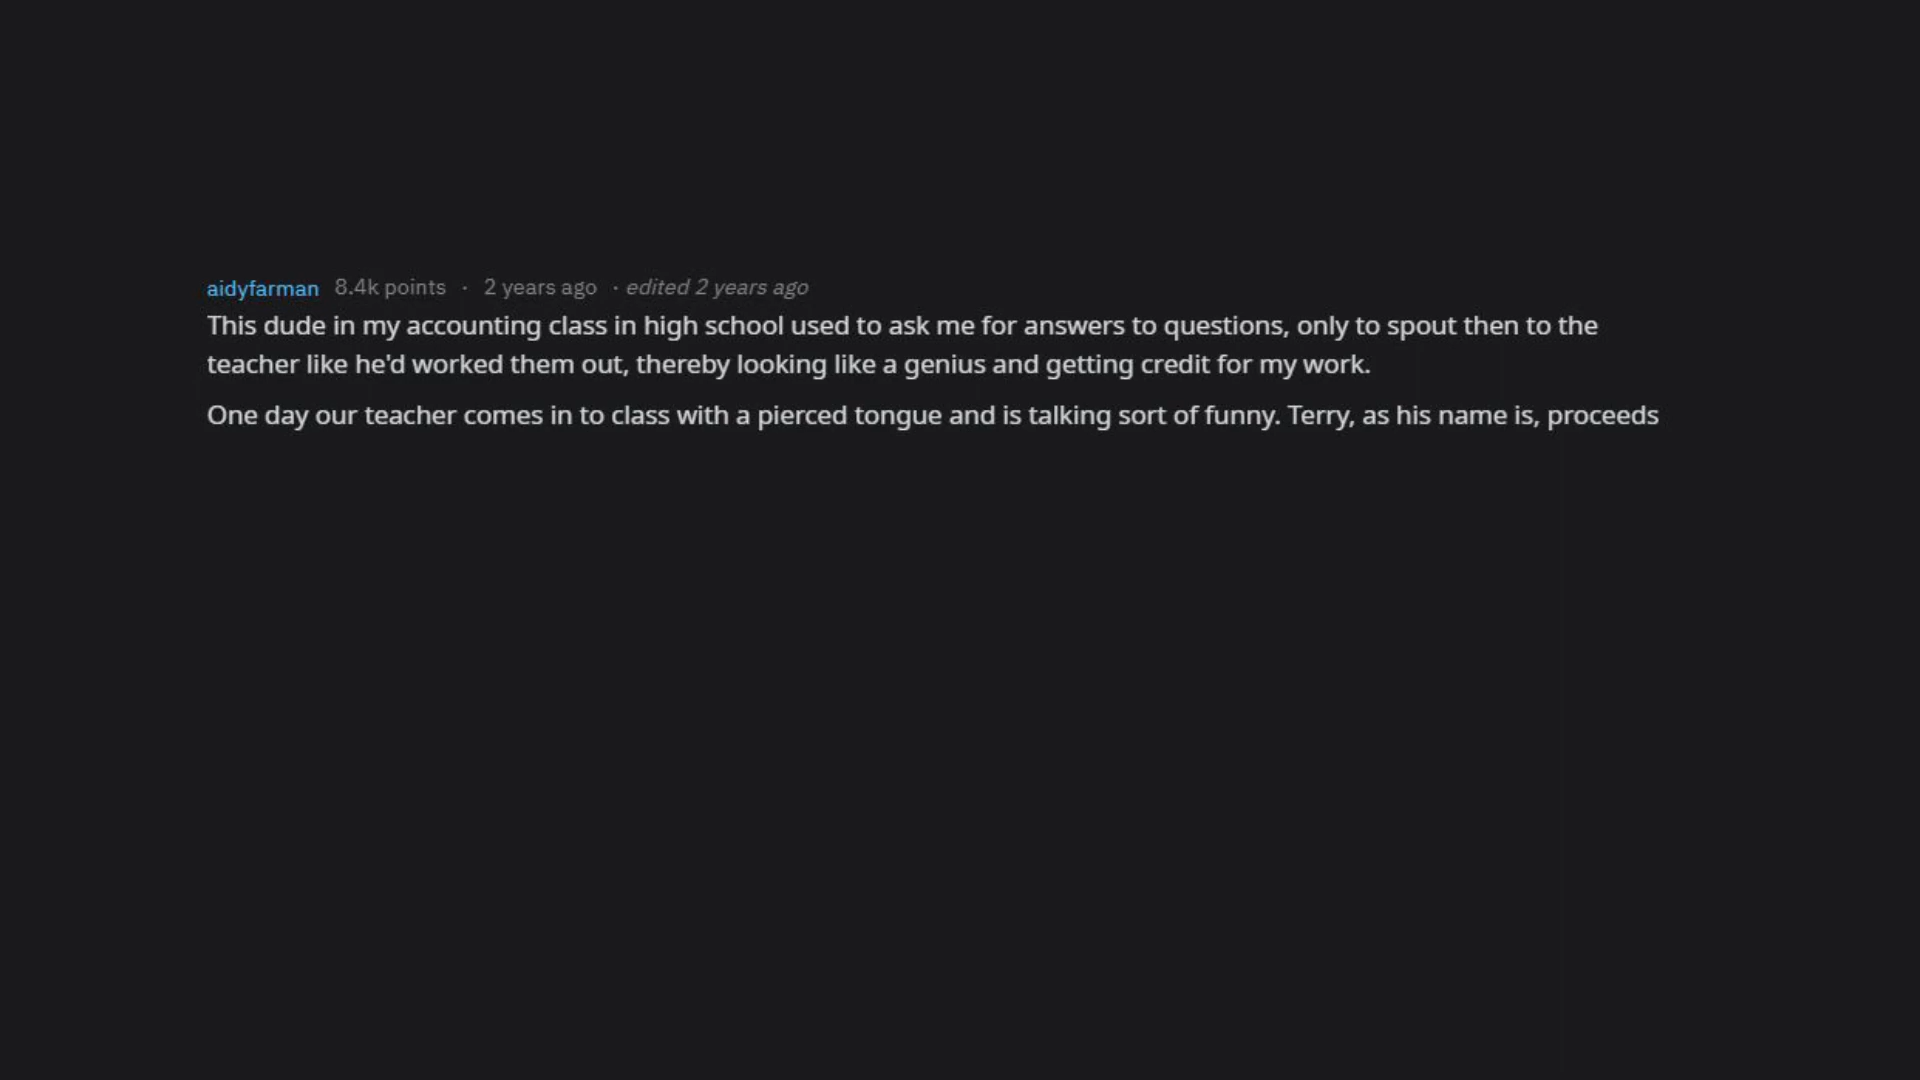 aidyfarman 8.4k points · 2 years ago · edited 2 years ago
This dude in my accounting class in high school used to ask me for answers to questions, only to spout then to the
teacher like he'd worked them out, thereby looking like a genius and getting credit for my work.
One day our teacher comes in to class with a pierced tongue and is talking sort of funny. Terry, as his name is, proceeds